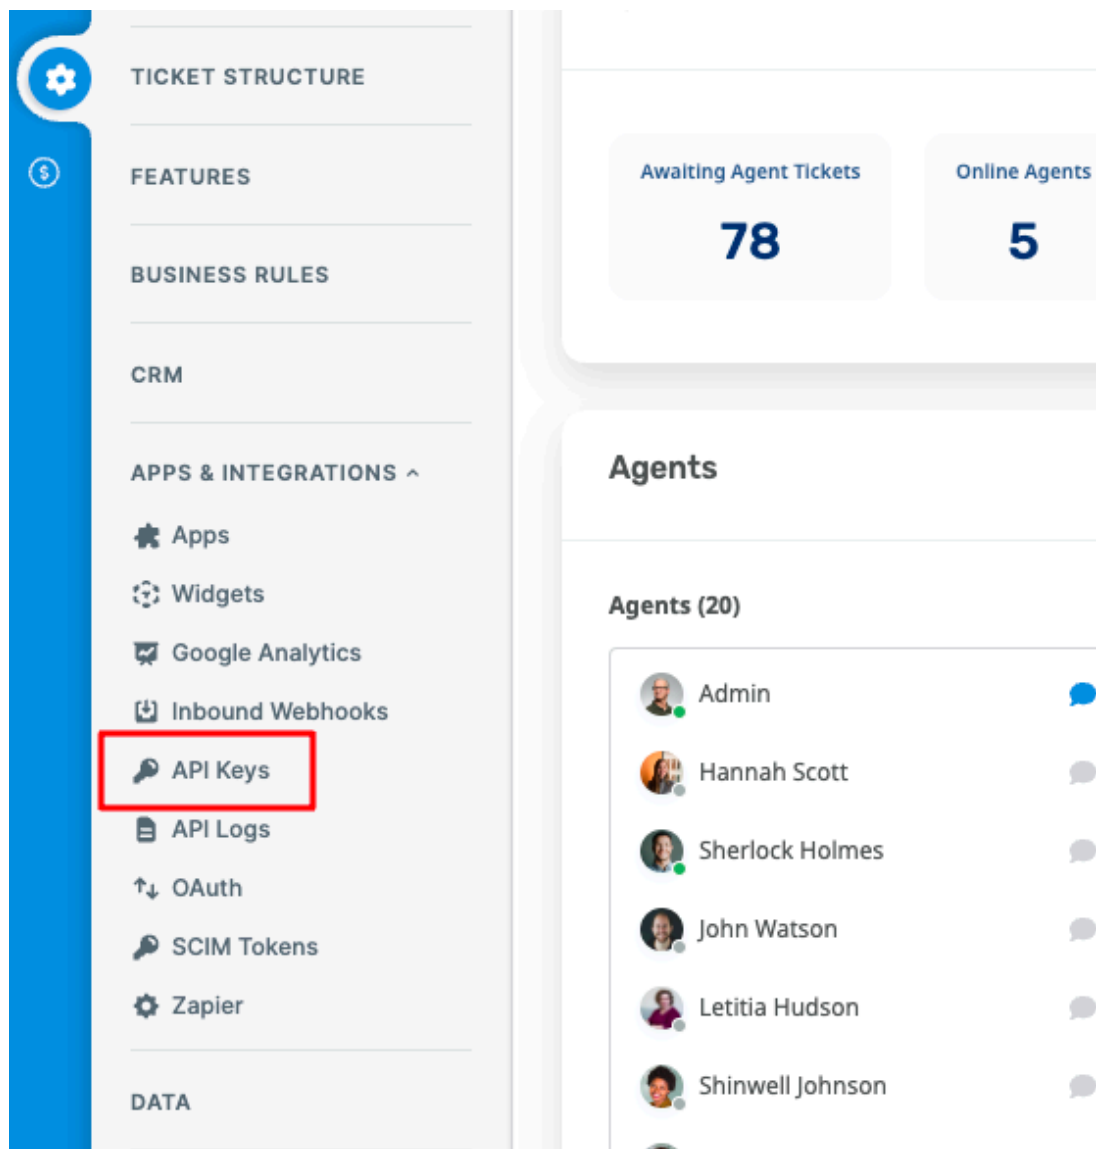 TICKET STRUCTURE
FEATURES
BUSINESS RULES
CRM
APPS & INTEGRATIONS
Apps
Widgets
Google Analytics
Inbound Webhooks
API Keys
API Logs
OAuth
SCIM Tokens
Zapier
DATA
Awaiting Agent Tickets
78
Online Agents
5
Agents
Agents (20)
Admin
Hannah Scott
Sherlock Holmes
John Watson
Letitia Hudson
Shinwell Johnson